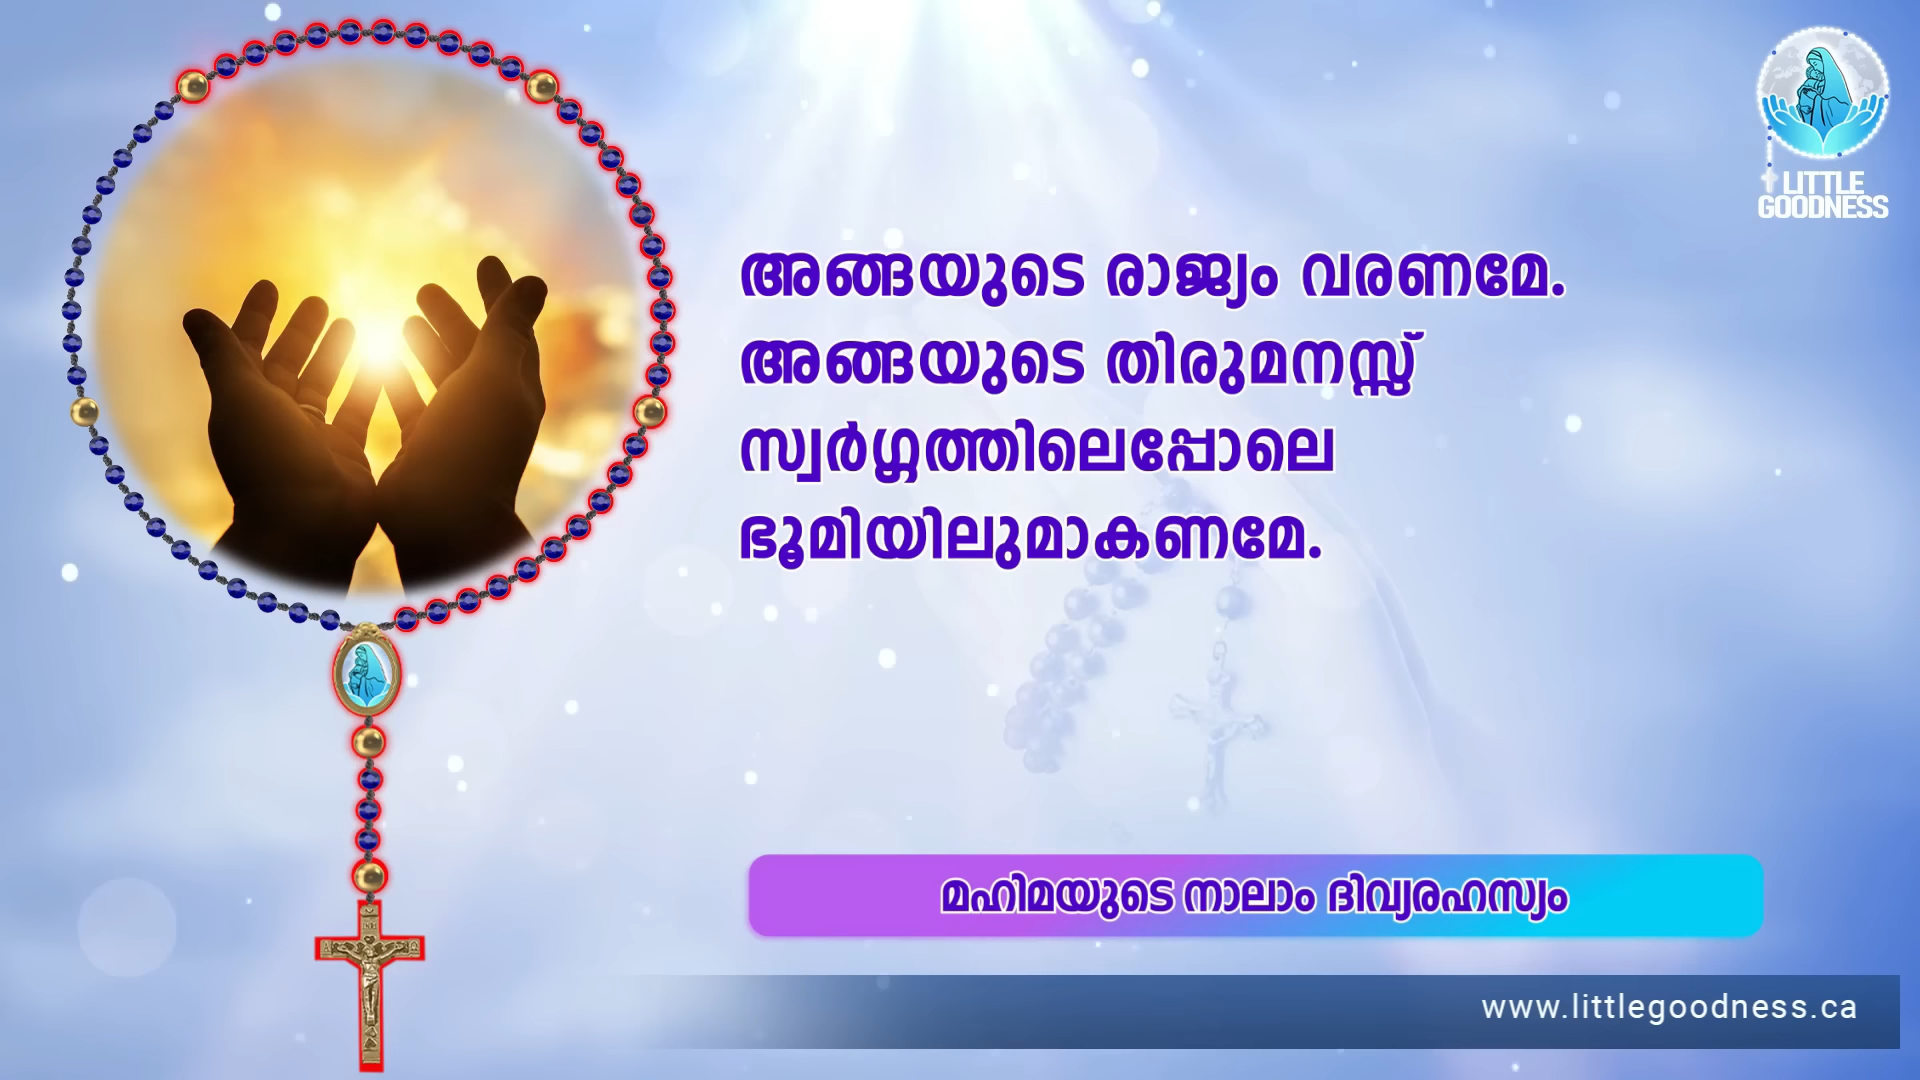 LITTLE
GOODNESS
അങ്ങയുടെ രാജ്യം വരണമേ.
അങ്ങയുടെ തിരുമനസ്സ്
സ്വർഗ്ഗത്തിലെപ്പോലെ
ഭൂമിയിലുമാകണമേ.
മഹിമയുടെ നാലാം ദിവ്യരഹസ്യം
www.littlegoodness.ca